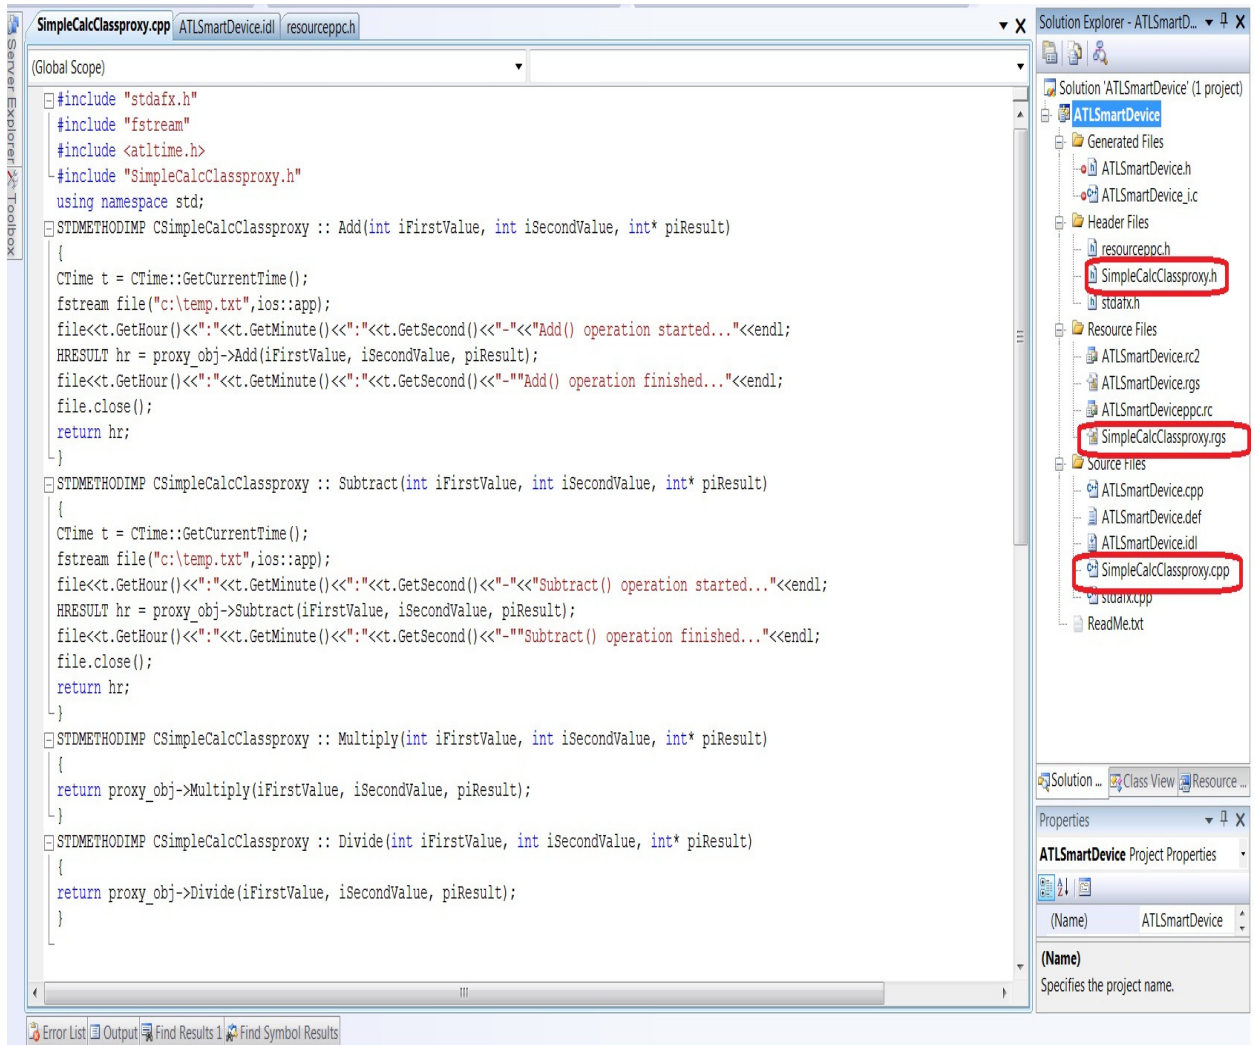 SimpleCalcClassproxy.cpp ATLSmartDevice.idl resourceppc.h
(Global Scope)
#include "stdafx.h"
#include "fstream"
#include <atltime.h>
#include "SimpleCalcClassproxy.h"
using namespace std;
STDMETHODIMP CSimpleCalcClassproxy :: Add(int iFirstValue, int iSecondValue, int* piResult)
{
CTime t = CTime::GetCurrentTime();
fstream file("c:\temp.txt",ios::app);
file<<t.GetHour()<<":"<<t.GetMinute()<<":"<<t.GetSecond()<<"-"<<"Add() operation started..."<<endl;
HRESULT hr = proxy_obj->Add(iFirstValue, iSecondValue, piResult);
file<<t.GetHour()<<":"<<t.GetMinute()<<":"<<t.GetSecond()<<"-""Add() operation finished..."<<endl;
file.close();
return hr;
}
STDMETHODIMP CSimpleCalcClassproxy :: Subtract(int iFirstValue, int iSecondValue, int* piResult)
{
CTime t = CTime::GetCurrentTime();
fstream file("c:\temp.txt",ios::app);
file<<t.GetHour()<<":"<<t.GetMinute()<<":"<<t.GetSecond()<<"-"<<"Subtract() operation started..."<<endl;
HRESULT hr = proxy_obj->Subtract(iFirstValue, iSecondValue, piResult);
file<<t.GetHour()<<":"<<t.GetMinute()<<":"<<t.GetSecond()<<"-""Subtract() operation finished..."<<endl;
file.close();
return hr;
}
STDMETHODIMP CSimpleCalcClassproxy :: Multiply(int iFirstValue, int iSecondValue, int* piResult)
{
return proxy_obj->Multiply(iFirstValue, iSecondValue, piResult);
}
STDMETHODIMP CSimpleCalcClassproxy :: Divide(int iFirstValue, int iSecondValue, int* piResult)
{
return proxy_obj->Divide(iFirstValue, iSecondValue, piResult);
}
Server Explorer
Toolbox
Solution Explorer - ATLSmartD...
Solution 'ATLSmartDevice' (1 project)
ATLSmartDevice
Generated Files
ATLSmartDevice.h
ATLSmartDevice_i.c
Header Files
resourceppc.h
SimpleCalcClassproxy.h
stdafx.h
Resource Files
ATLSmartDevice.rc2
ATLSmartDevice.rgs
ATLSmartDeviceppc.rc
SimpleCalcClassproxy.rgs
Source Files
ATLSmartDevice.cpp
ATLSmartDevice.def
ATLSmartDevice.idl
SimpleCalcClassproxy.cpp
stdafx.cpp
ReadMe.txt
Solution ... Class View Resource ...
Properties
ATLSmartDevice Project Properties
(Name) ATLSmartDevice
(Name)
Specifies the project name.
Error List Output Find Results 1 Find Symbol Results